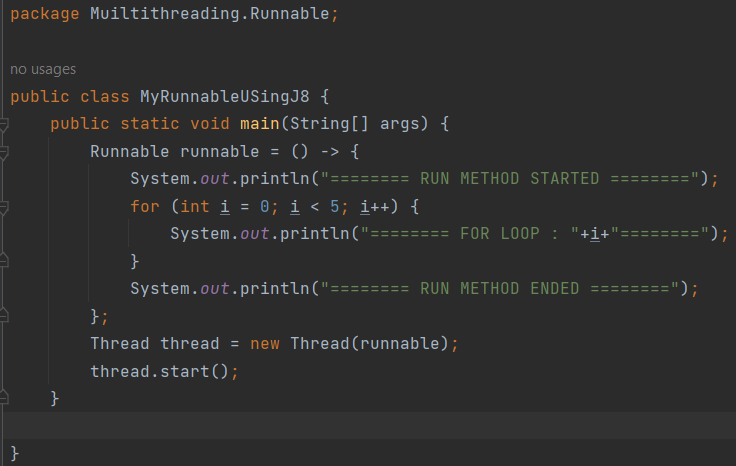 package Muiltithreading.Runnable;
no usages
public class MyRunnableUSingJ8 {
public static void main(String[] args) {
Runnable runnable = () -> {
System.out.println("======== RUN METHOD STARTED ========");
for (int i = 0; i < 5; i++) {
System.out.println("======== FOR LOOP : "+i+"========");
}
System.out.println("======== RUN METHOD ENDED ========");
};
Thread thread = new Thread(runnable);
thread.start();
}
}